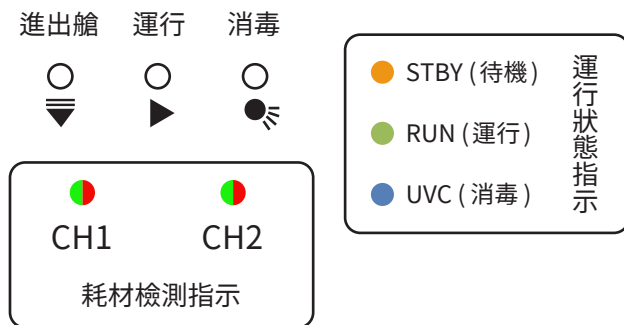 進出艙 運行 消毒
STBY (待機)
RUN (運行)
UVC (消毒)
運行狀態指示
CH1 CH2
耗材檢測指示